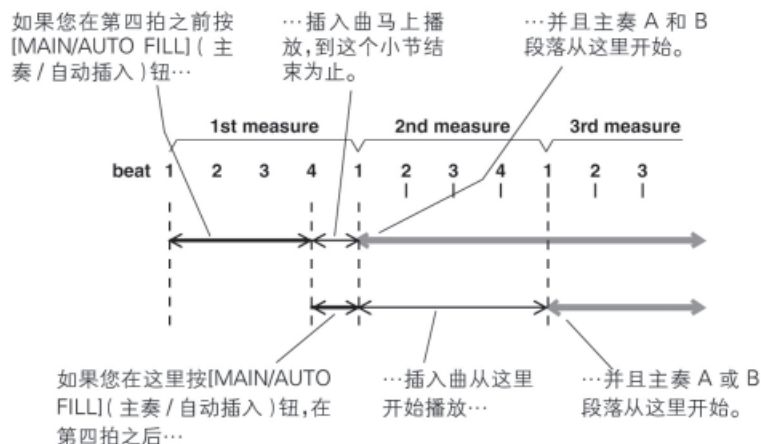 如果您在第四拍之前按
[MAIN/AUTO FILL]( 主
奏/自动插入)钮···
···插入曲马上播
放,到这个小节结
束为止。
···并且主奏 A 和 B
段落从这里开始。
1st measure 2nd measure 3rd measure
beat 1 2 3 4 1 2 3 4 1 2 3
如果您在这里按[MAIN/AUTO
FILL]( 主奏/自动插入)钮,在
第四拍之后···
···插入曲从这里
开始播放···
···并且主奏 A 或 B
段落从这里开始。